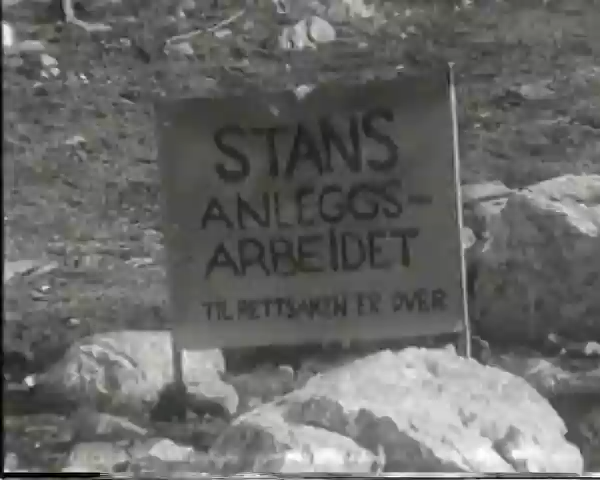 STANS
ANLEGGS-
ARBEIDET
TIL RETTSAKEN ER OVER